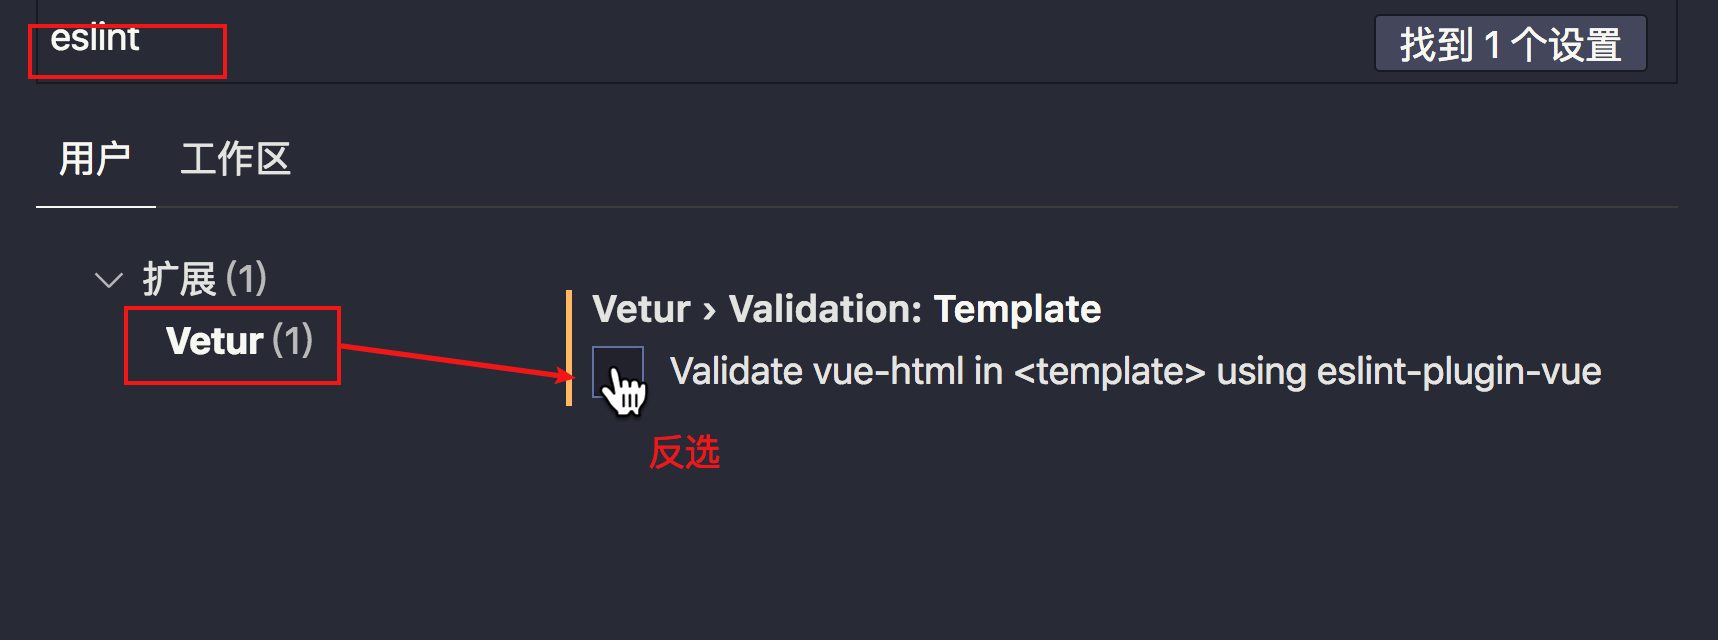 eslint
找到 1 个设置
用户 工作区
扩展 (1)
Vetur (1)
Vetur › Validation: Template
Validate vue-html in <template> using eslint-plugin-vue
反选